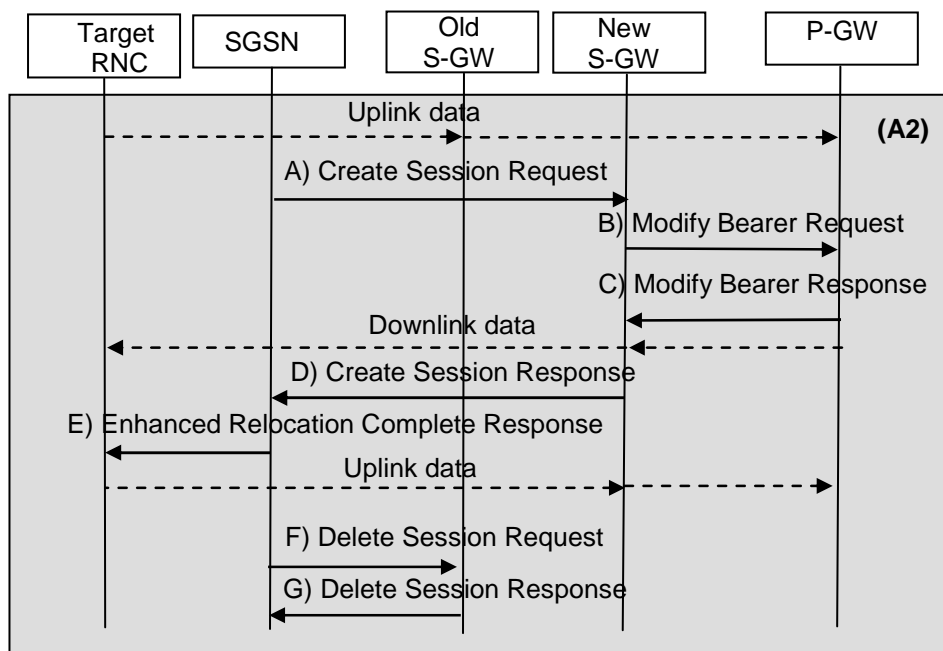 Target
RNC
SGSN
Old
S-GW
New
S-GW
P-GW
Uplink data
(A2)
A) Create Session Request
B) Modify Bearer Request
C) Modify Bearer Response
Downlink data
D) Create Session Response
E) Enhanced Relocation Complete Response
Uplink data
F) Delete Session Request
G) Delete Session Response